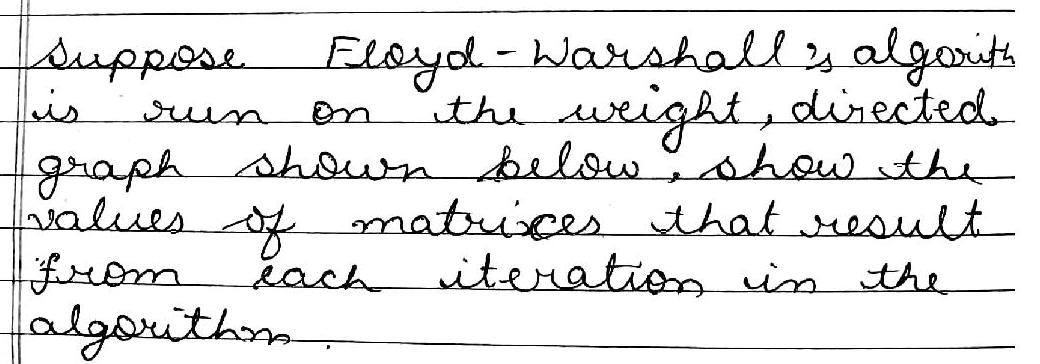 Suppose Floyd-Warshall's algorith
is run on the weight, directed
graph shown below, show the
values of matrixces that result
from each iteration in the
algorithm.